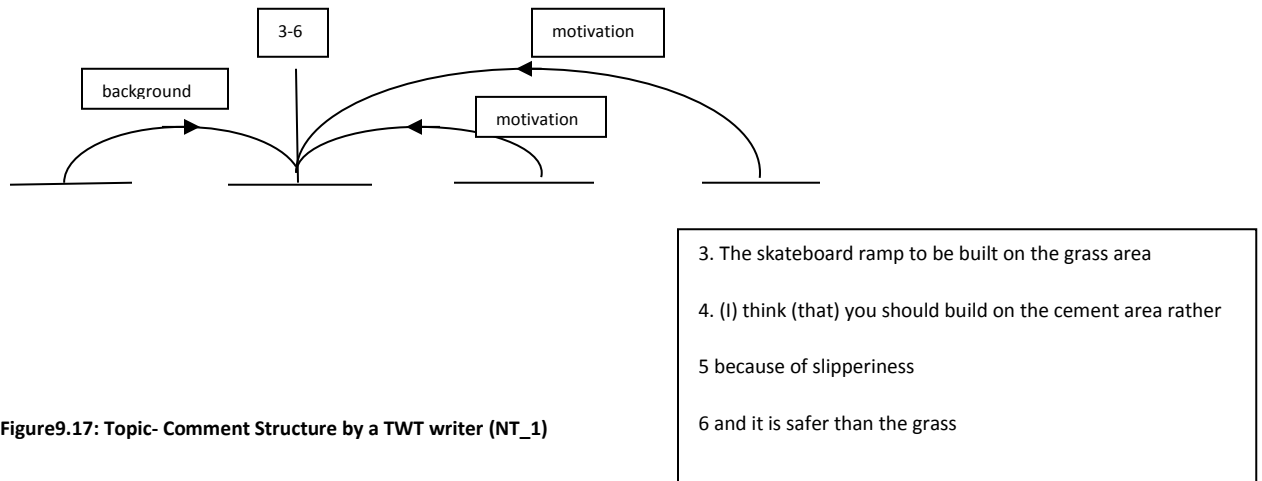 3-6
motivation
background
motivation
3. The skateboard ramp to be built on the grass area
4. (I) think (that) you should build on the cement area rather
5 because of slipperiness
6 and it is safer than the grass
Figure9.17: Topic- Comment Structure by a TWT writer (NT_1)